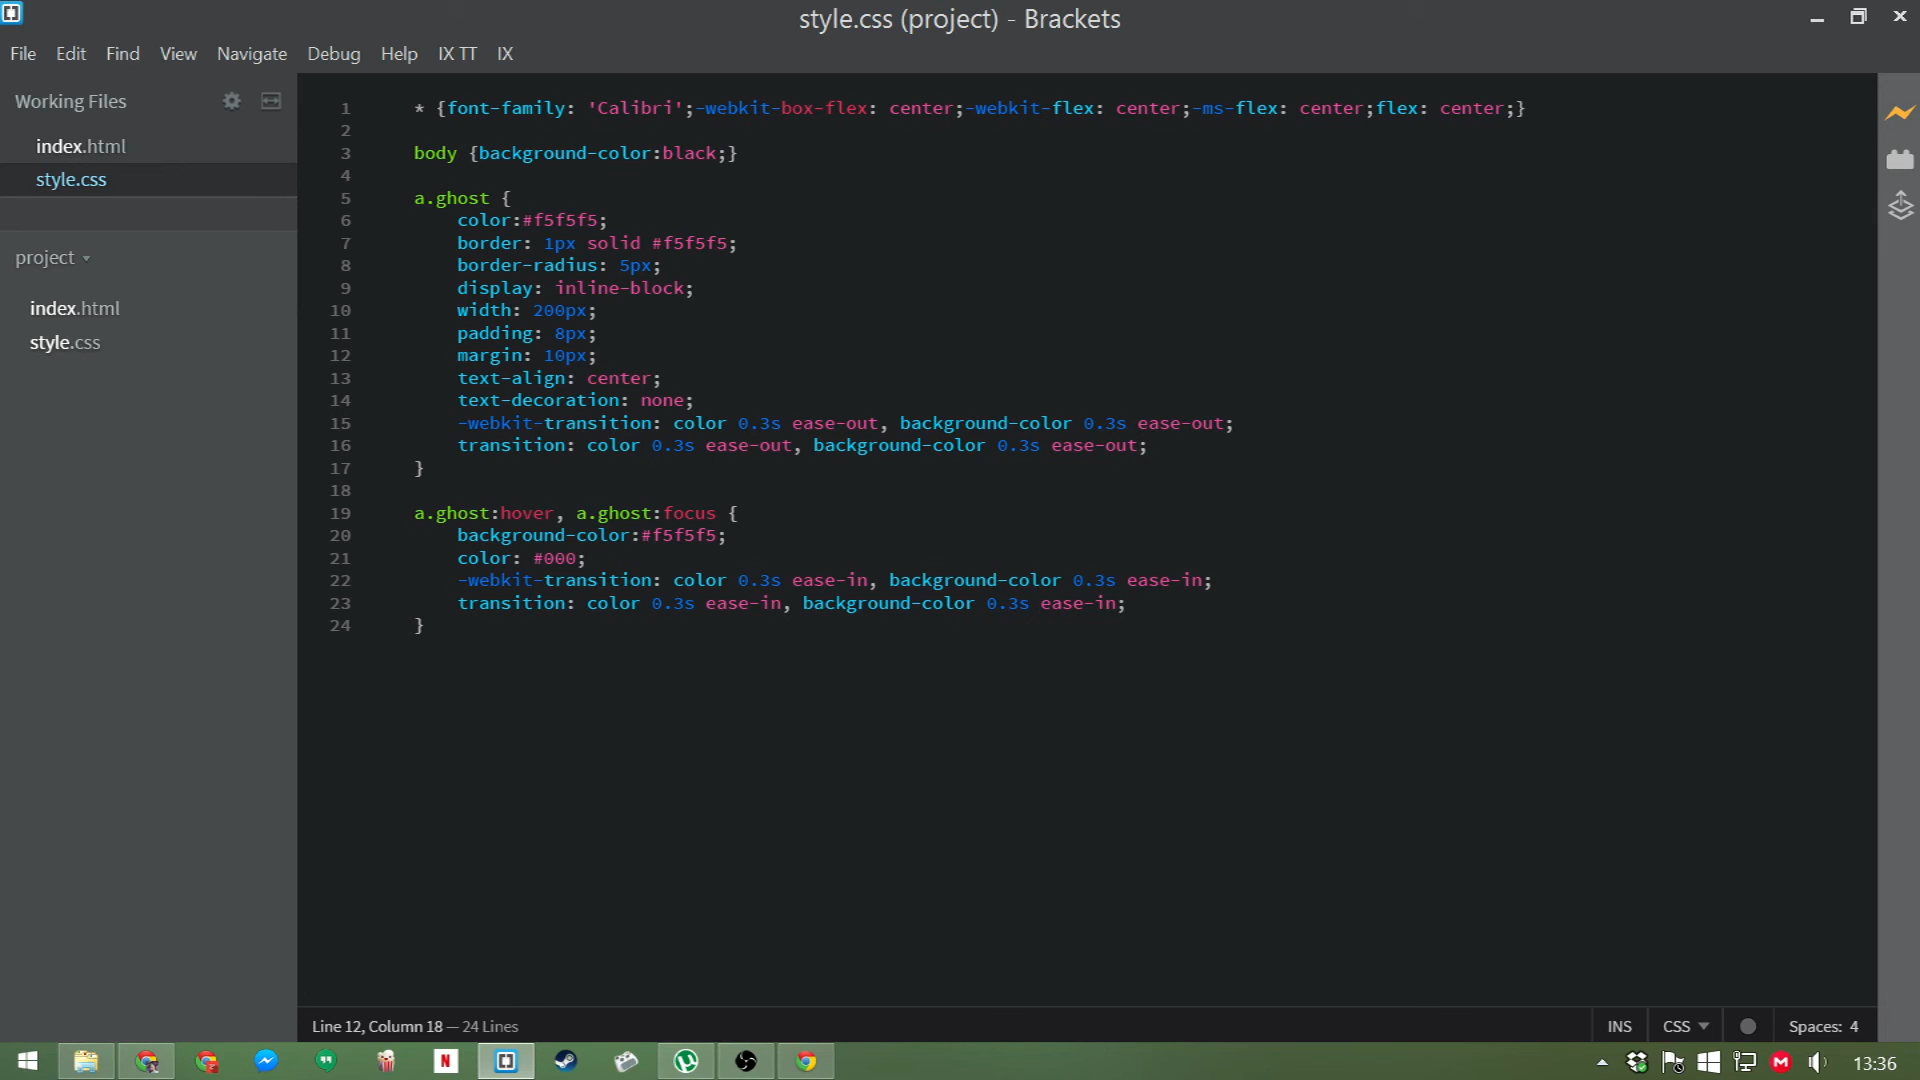 style.css (project) - Brackets
File Edit Find View Navigate Debug Help IX TT IX
Working Files
index.html
style.css
project
index.html
style.css
1 * {font-family: 'Calibri';-webkit-box-flex: center;-webkit-flex: center;-ms-flex: center;flex: center;}
2
3 body {background-color:black;}
4
5 a.ghost {
6 color:#f5f5f5;
7 border: 1px solid #f5f5f5;
8 border-radius: 5px;
9 display: inline-block;
10 width: 200px;
11 padding: 8px;
12 margin: 10px;
13 text-align: center;
14 text-decoration: none;
15 -webkit-transition: color 0.3s ease-out, background-color 0.3s ease-out;
16 transition: color 0.3s ease-out, background-color 0.3s ease-out;
17 }
18
19 a.ghost:hover, a.ghost:focus {
20 background-color:#f5f5f5;
21 color: #000;
22 -webkit-transition: color 0.3s ease-in, background-color 0.3s ease-in;
23 transition: color 0.3s ease-in, background-color 0.3s ease-in;
24 }
Line 12, Column 18 — 24 Lines
INS CSS Spaces: 4
13:36